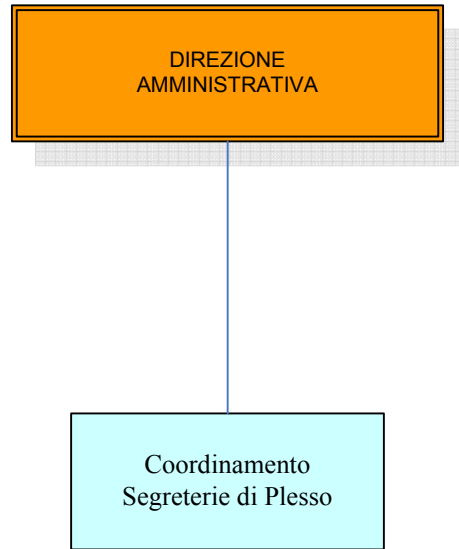 DIREZIONE
AMMINISTRATIVA
Coordinamento
Segreterie di Plesso